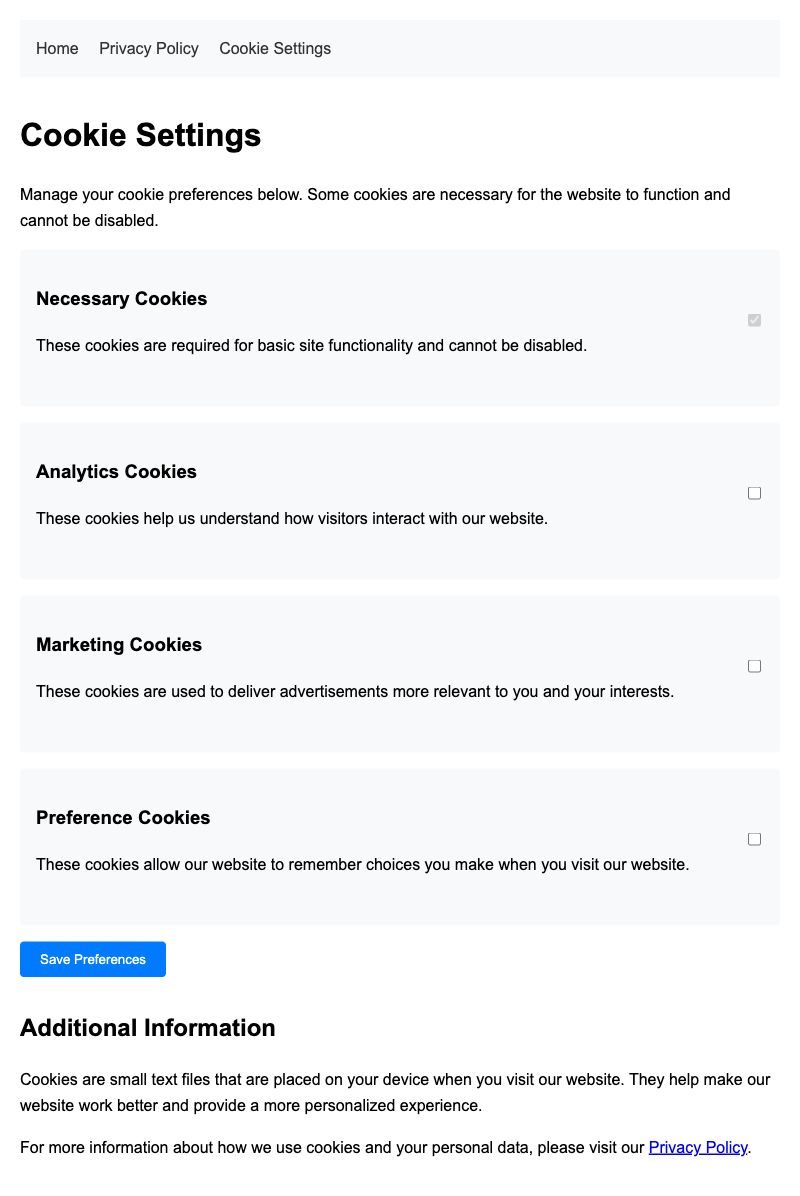 Home Privacy Policy Cookie Settings
Cookie Settings
Manage your cookie preferences below. Some cookies are necessary for the website to function and
cannot be disabled.
Necessary Cookies
These cookies are required for basic site functionality and cannot be disabled.
Analytics Cookies
These cookies help us understand how visitors interact with our website.
Marketing Cookies
These cookies are used to deliver advertisements more relevant to you and your interests.
Preference Cookies
These cookies allow our website to remember choices you make when you visit our website.
Save Preferences
Additional Information
Cookies are small text files that are placed on your device when you visit our website. They help make our
website work better and provide a more personalized experience.
For more information about how we use cookies and your personal data, please visit our Privacy Policy.